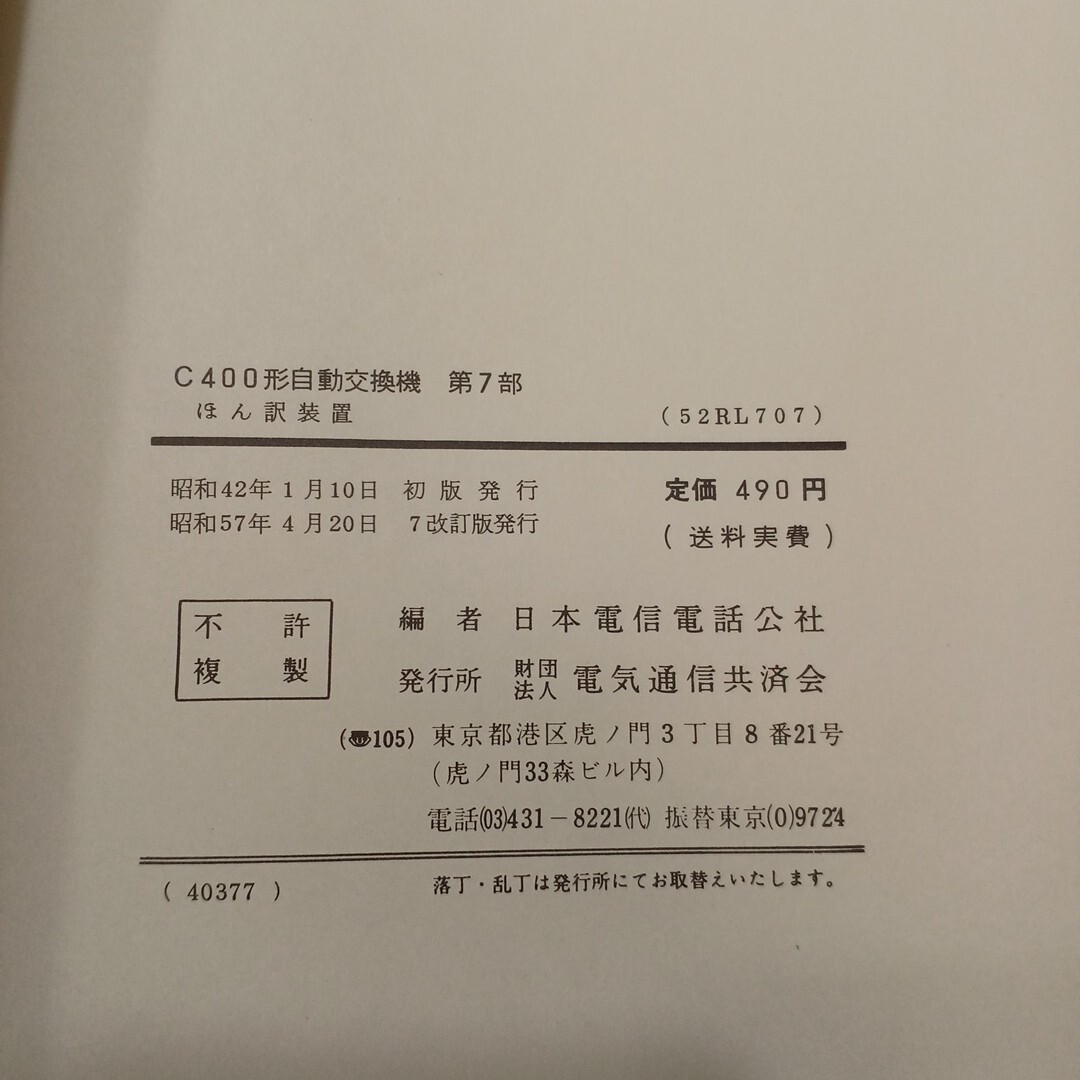 C400形自動交換機 第7部
ほん訳装置 (52RL707)
昭和42年1月10日 初版発行 定価 490円
昭和57年4月20日 7改訂版発行 (送料実費)
不許
複製
編者 日本電信電話公社
発行所 財団法人 電気通信共済会
(〠105) 東京都港区虎ノ門3丁目8番21号
(虎ノ門33森ビル内)
電話(03)431-8221(代) 振替東京(0)9724
(40377) 落丁・乱丁は発行所にてお取替えいたします。